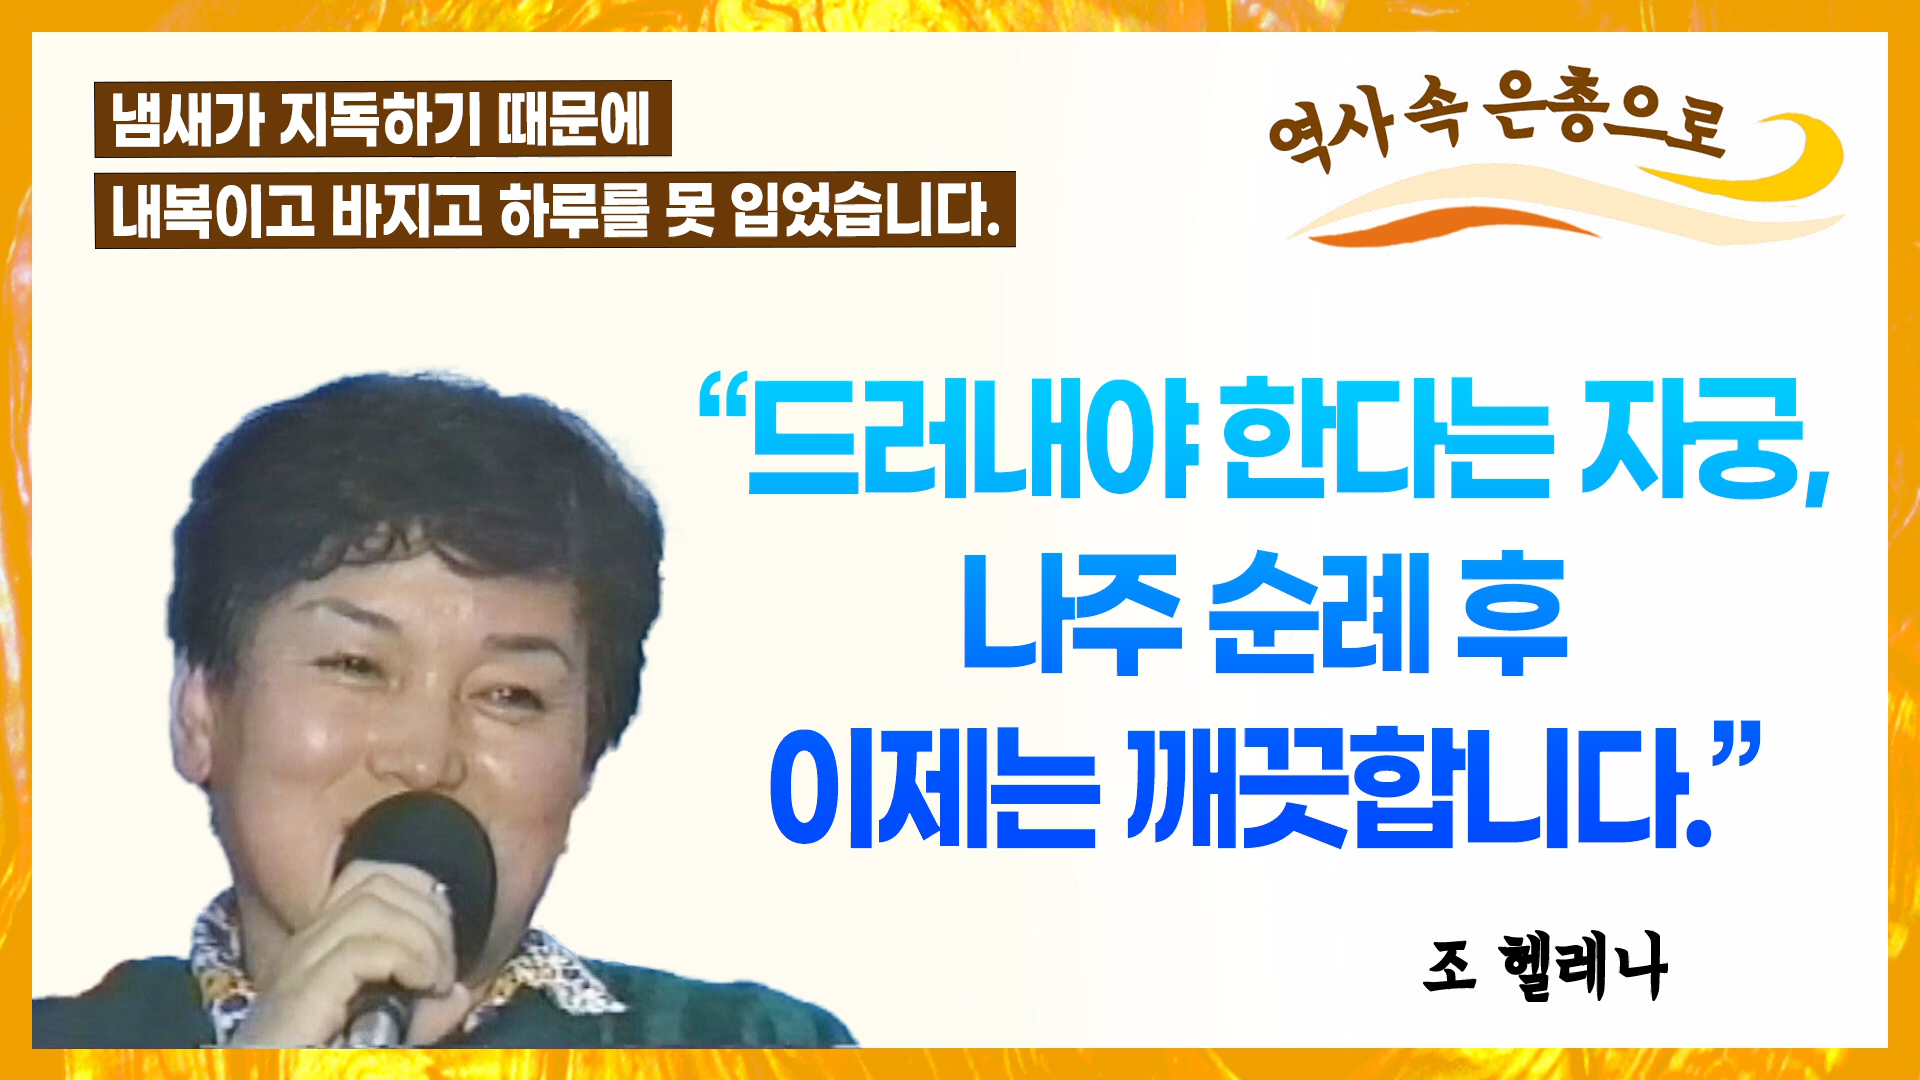 냄새가 지독하기 때문에
내복이고 바지고 하루를 못 입었습니다.
역사 속 은총으로
“드러내야 한다는 자궁,
나주 순례 후
이제는 깨끗합니다.”
조 헬레나